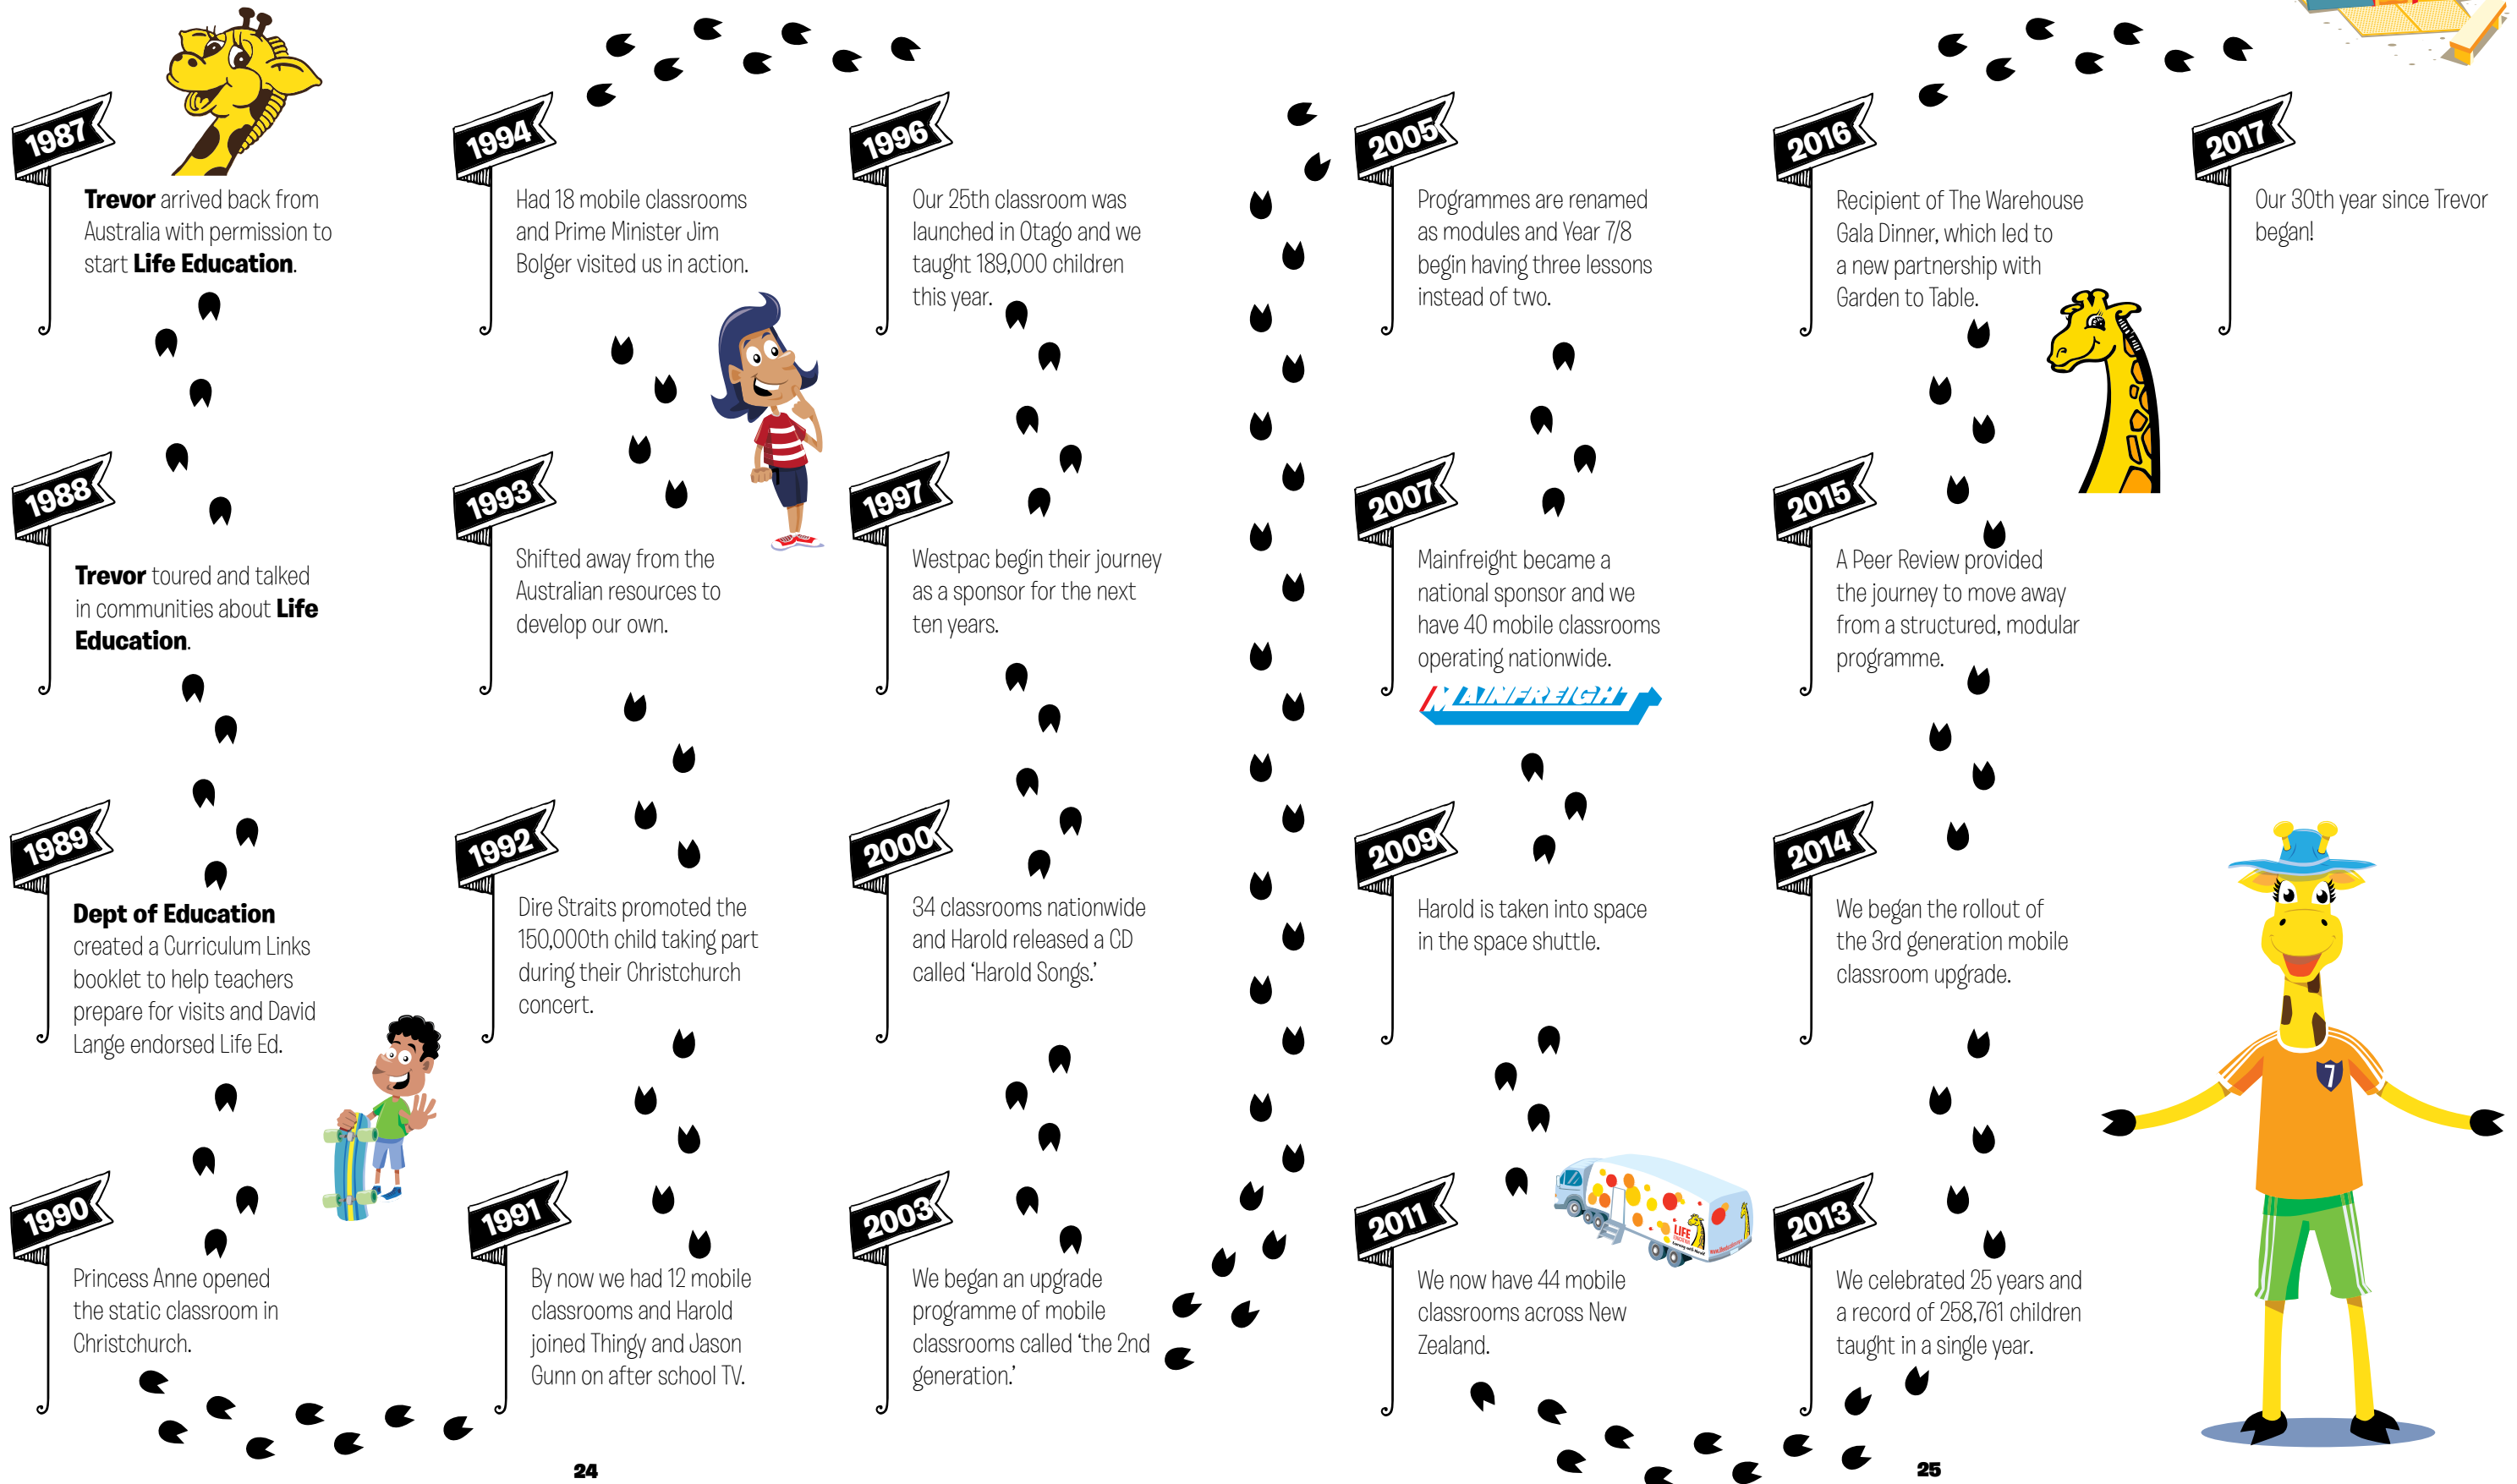 1987
Trevor arrived back from
Australia with permission to
start Life Education.
1988
Trevor toured and talked
in communities about Life
Education.
1989
Dept of Education
created a Curriculum Links
booklet to help teachers
prepare for visits and David
Lange endorsed Life Ed.
1990
Princess Anne opened
the static classroom in
Christchurch.
1991
By now we had 12 mobile
classrooms and Harold
joined Thingy and Jason
Gunn on after school TV.
1992
Dire Straits promoted the
150,000th child taking part
during their Christchurch
concert.
1993
Shifted away from the
Australian resources to
develop our own.
1994
Had 18 mobile classrooms
and Prime Minister Jim
Bolger visited us in action.
1996
Our 25th classroom was
launched in Otago and we
taught 189,000 children
this year.
1997
Westpac begin their journey
as a sponsor for the next
ten years.
2000
34 classrooms nationwide
and Harold released a CD
called ‘Harold Songs.’
2003
We began an upgrade
programme of mobile
classrooms called ‘the 2nd
generation.’
24
2005
Programmes are renamed
as modules and Year 7/8
begin having three lessons
instead of two.
2007
Mainfreight became a
national sponsor and we
have 40 mobile classrooms
operating nationwide.
MAINFREIGHT
2009
Harold is taken into space
in the space shuttle.
2011
We now have 44 mobile
classrooms across New
Zealand.
LIFE
2013
We celebrated 25 years and
a record of 258,761 children
taught in a single year.
2014
We began the rollout of
the 3rd generation mobile
classroom upgrade.
2015
A Peer Review provided
the journey to move away
from a structured, modular
programme.
2016
Recipient of The Warehouse
Gala Dinner, which led to
a new partnership with
Garden to Table.
2017
Our 30th year since Trevor
began!
7
25